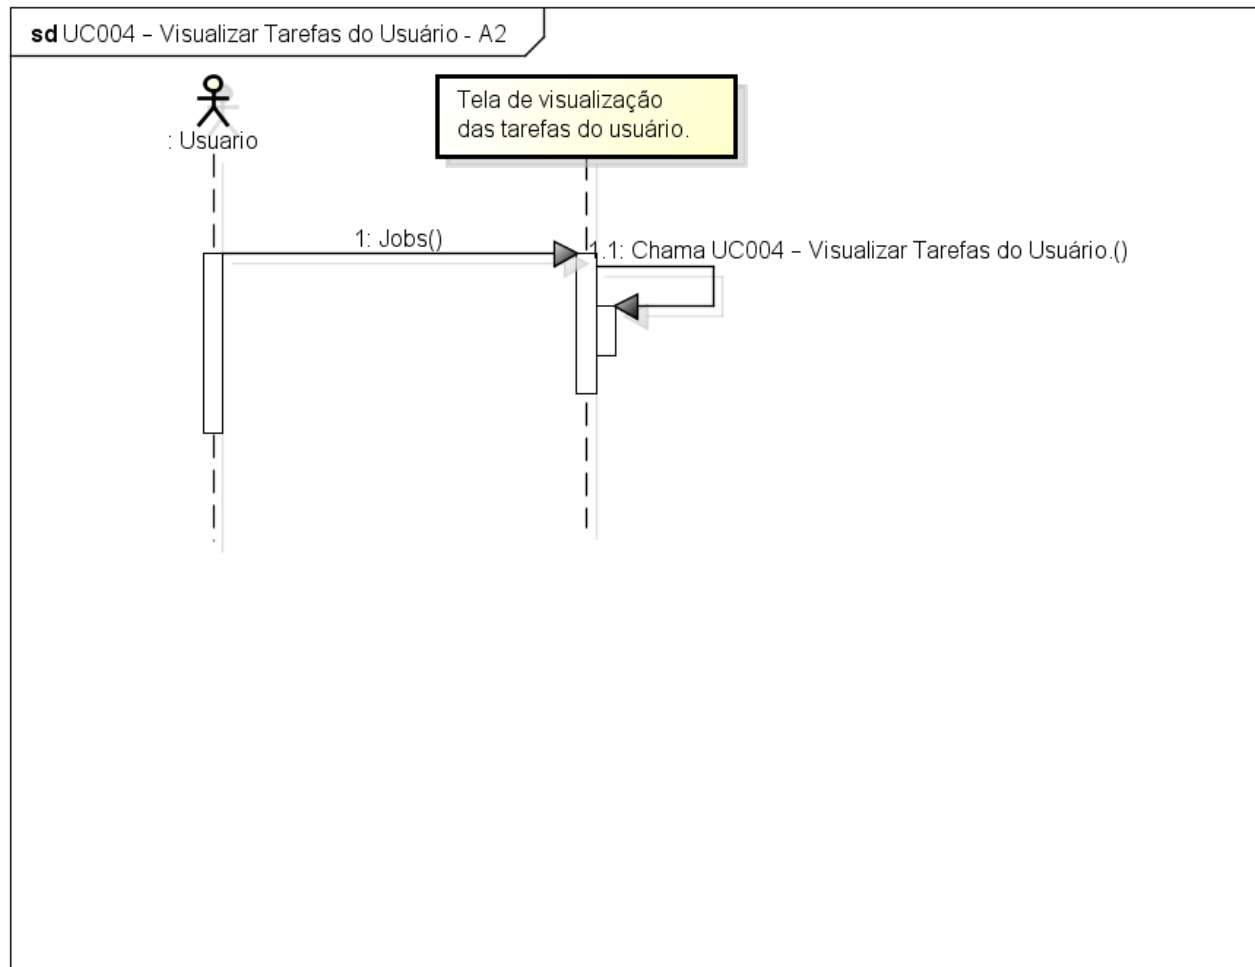 sd UC004 – Visualizar Tarefas do Usuário - A2
: Usuario
Tela de visualização
das tarefas do usuário.
1: Jobs()
1.1: Chama UC004 – Visualizar Tarefas do Usuário.()